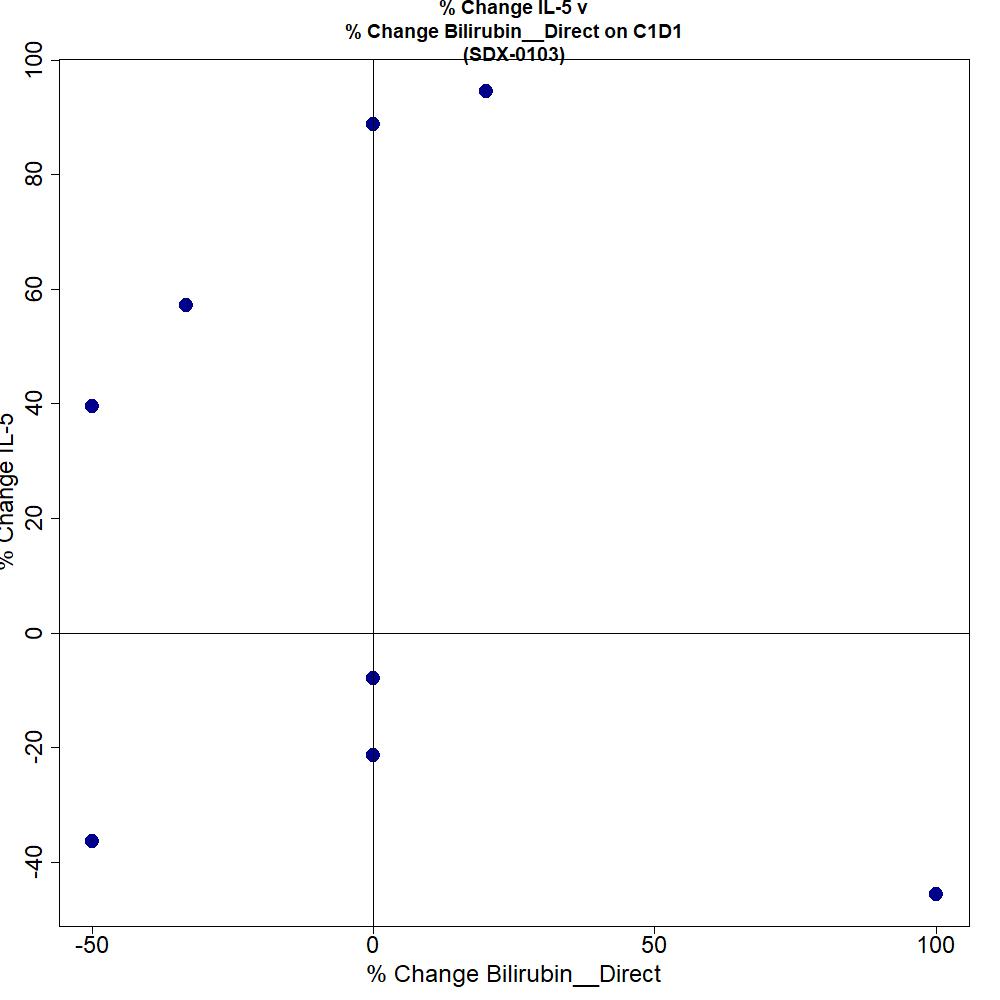 % Change IL-5 v
% Change Bilirubin__Direct on C1D1
(SDX-0103)
100
80
60
40
20
0
-20
-40
% Change IL-5
-50
0
50
100
% Change Bilirubin__Direct